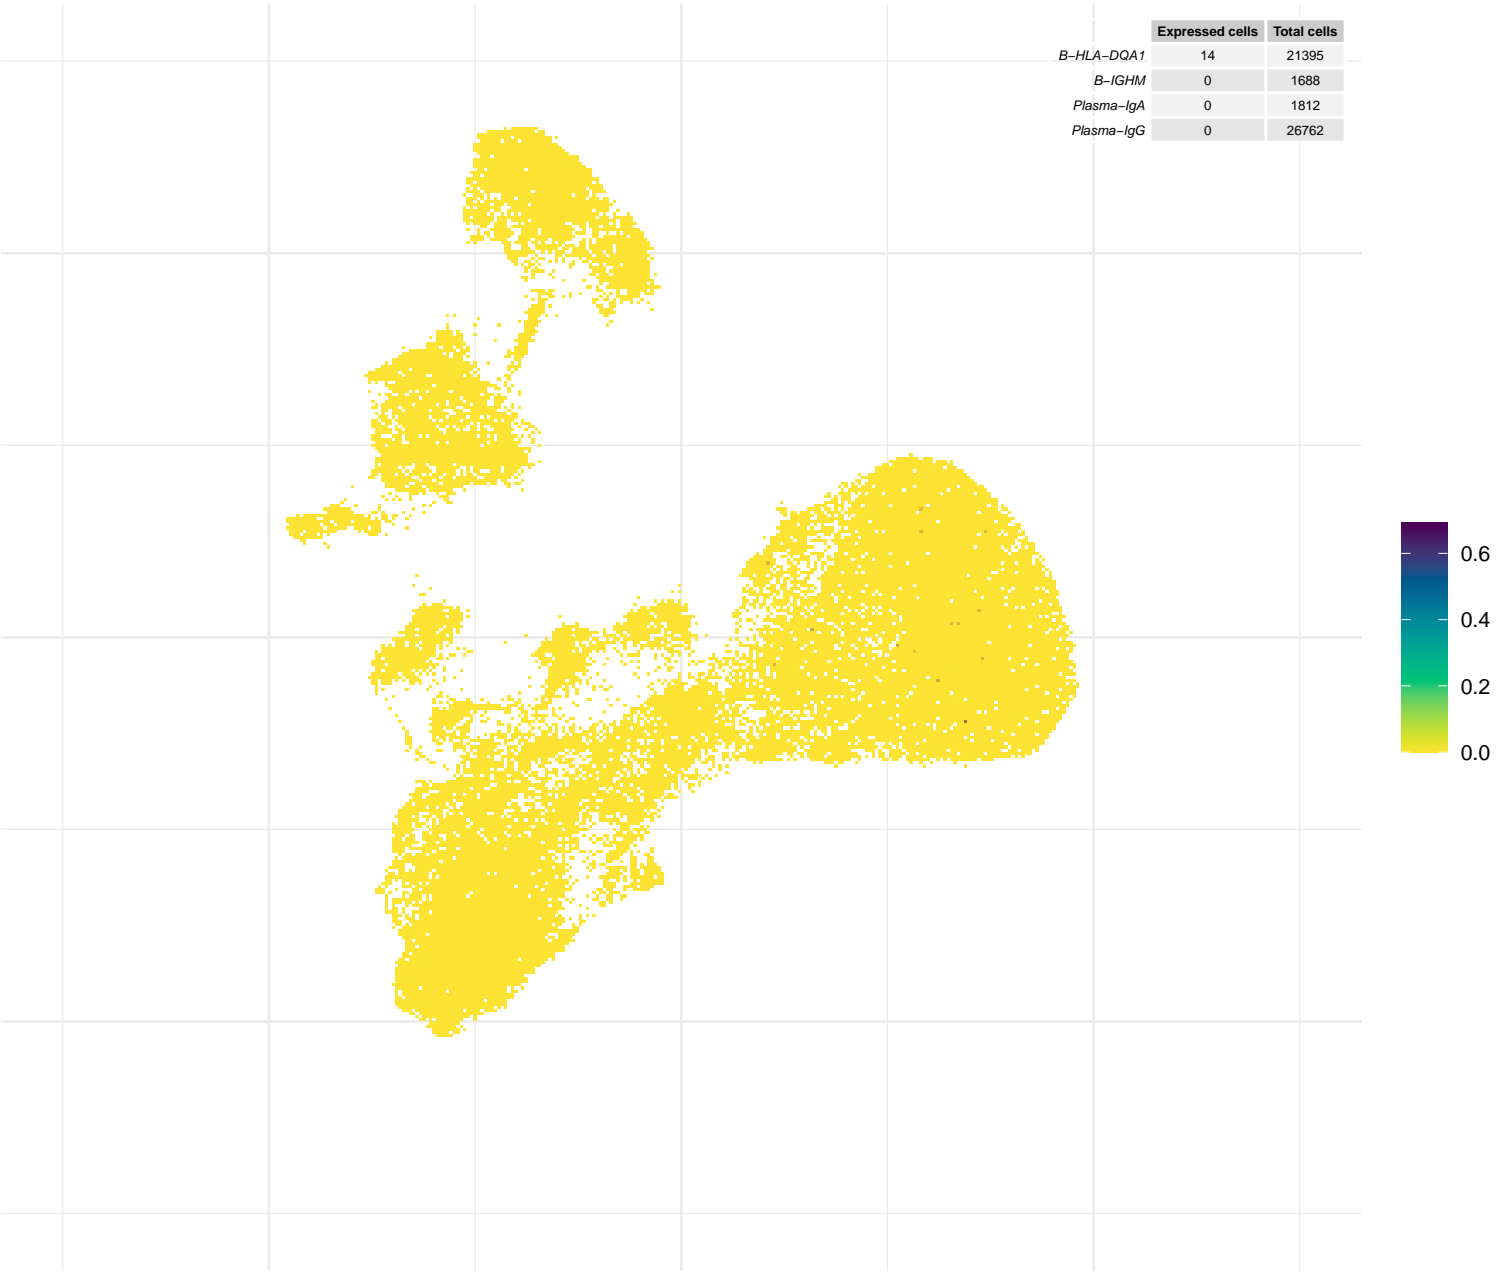 Expressed cells Total cells
B−HLA−DQA1 14 21395
B−IGHM 0 1688
Plasma−IgA 0 1812
Plasma−IgG 0 26762
0.6
0.4
0.2
0.0